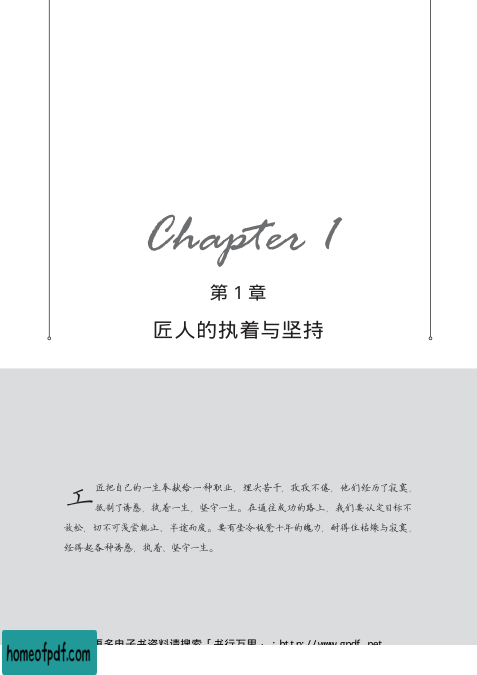 Chapter 1
第 1 章
匠人的执着与坚持
工匠把自己的一生奉献给一种职业，埋头苦干，孜孜不倦，他们经历了寂寞，
抵制了诱惑，执着一生，坚守一生。在通往成功的路上，我们要认定目标不
放松，切不可浅尝辄止、半途而废。要有坐冷板凳十年的魄力，耐得住枯燥与寂寞，
经得起各种诱惑，执着、坚守一生。
更多电子书资料请搜索「书行万里」：http://www.gpdf.net
homeofpdf.com